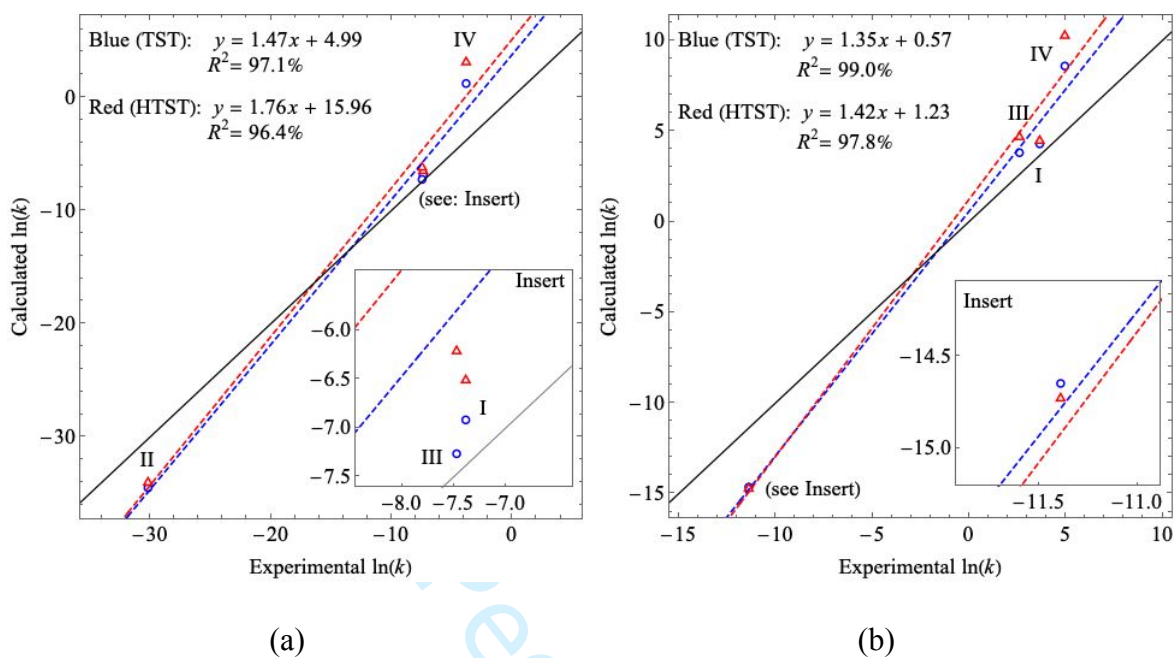 Blue (TST): y = 1.47x + 4.99
R² = 97.1%
Red (HTST): y = 1.76x + 15.96
R² = 96.4%
IV
(see: Insert)
II
Insert
−6.0
−6.5
−7.0
−7.5
I
III
−8.0 −7.5 −7.0
0
−10
−20
−30
Calculated ln(k)
−30 −20 −10 0
Experimental ln(k)
(a)
Blue (TST): y = 1.35x + 0.57
R² = 99.0%
Red (HTST): y = 1.42x + 1.23
R² = 97.8%
IV
III
I
(see Insert)
Insert
−14.5
−15.0
−11.5 −11.0
10
5
0
−5
−10
−15
Calculated ln(k)
−15 −10 −5 0 5 10
Experimental ln(k)
(b)